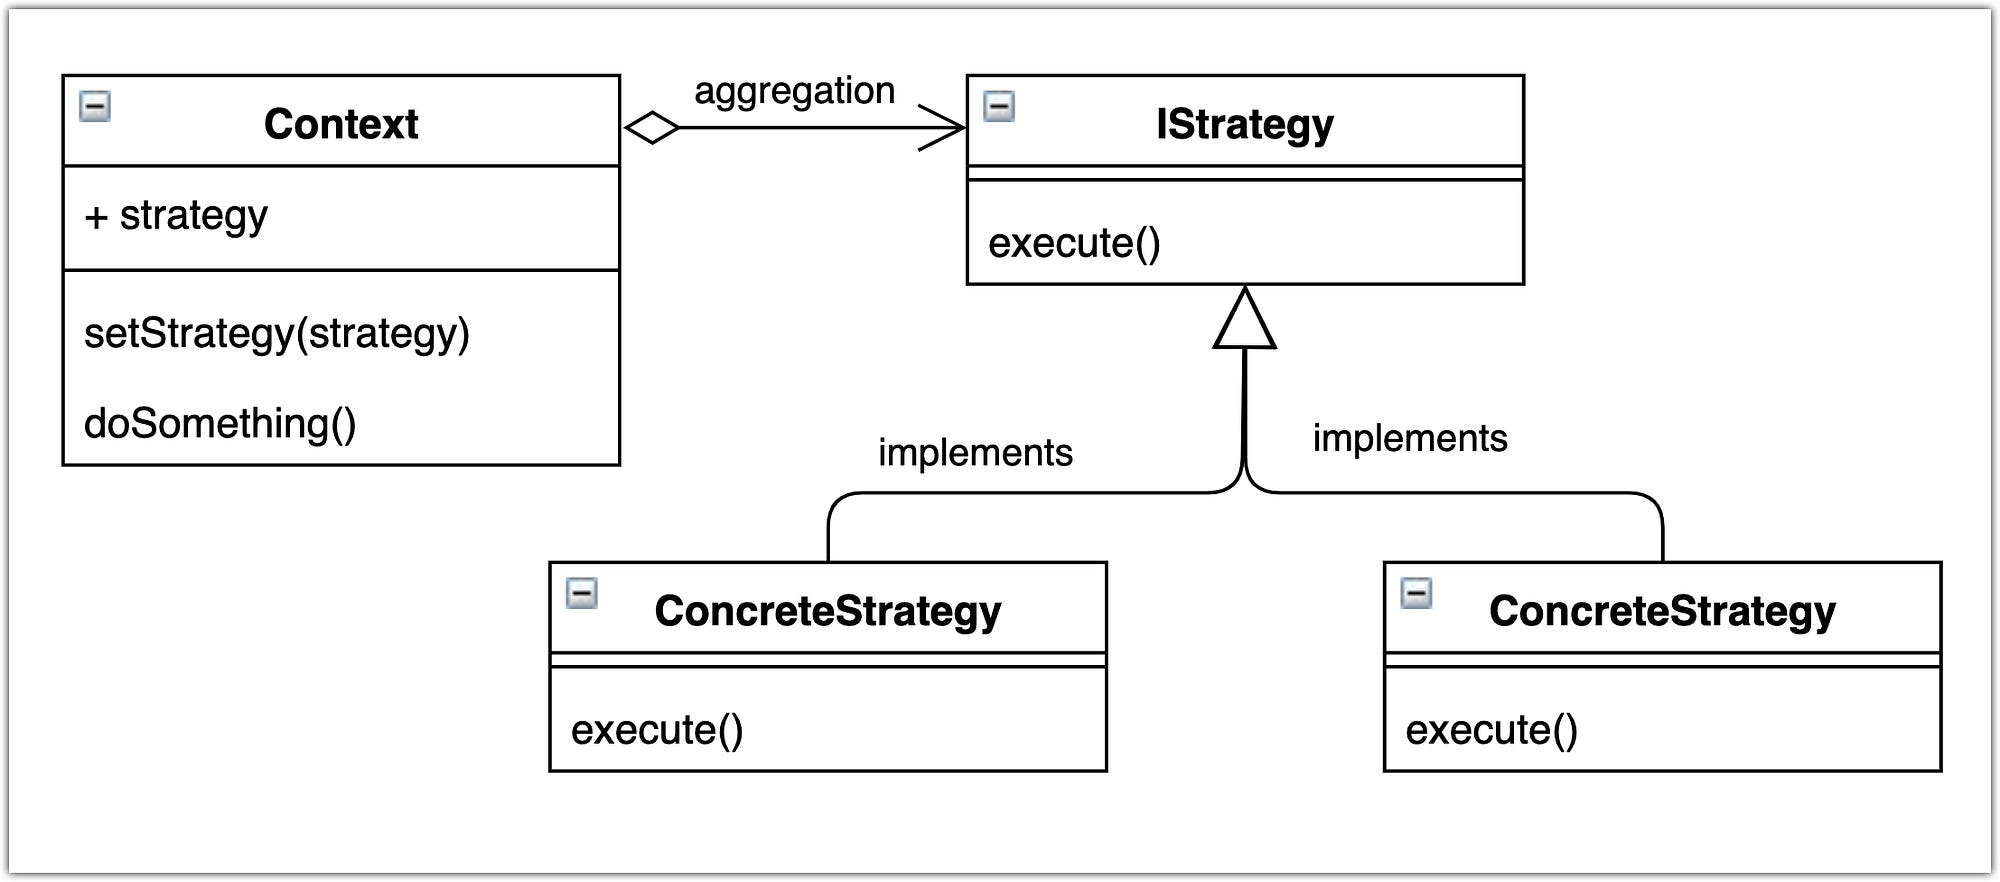 Context
+ strategy
setStrategy(strategy)
doSomething()
aggregation
IStrategy
execute()
implements
implements
ConcreteStrategy
execute()
ConcreteStrategy
execute()